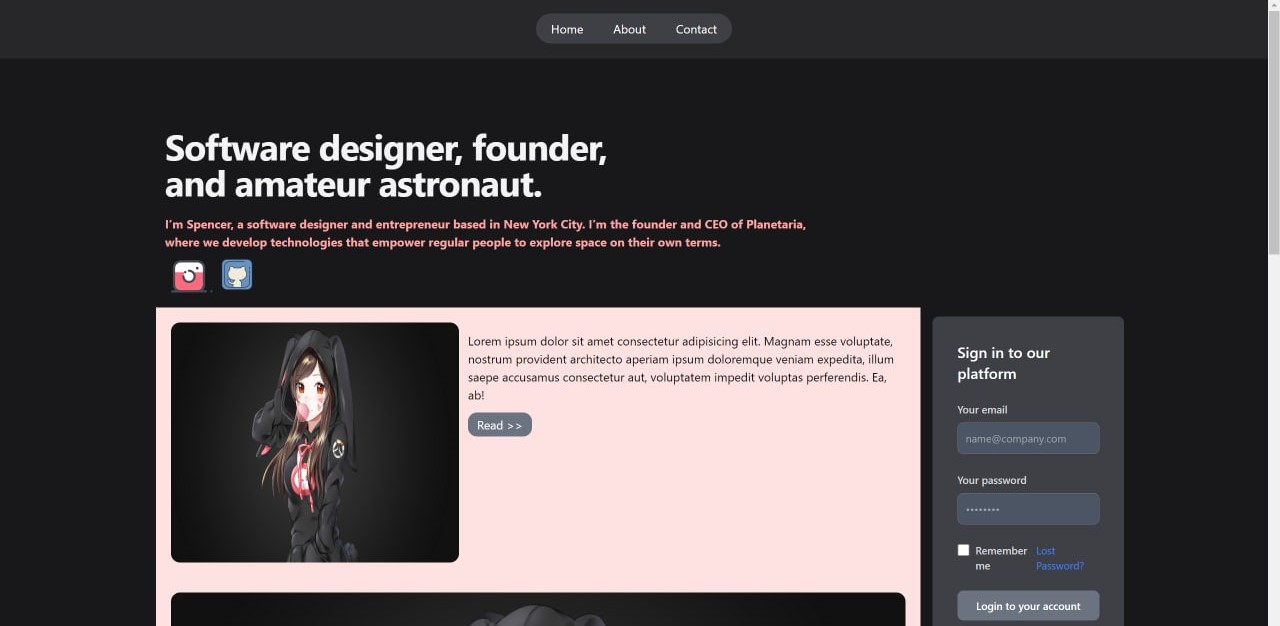 Home About Contact
Software designer, founder,
and amateur astronaut.
I'm Spencer, a software designer and entrepreneur based in New York City. I'm the founder and CEO of Planetaria,
where we develop technologies that empower regular people to explore space on their own terms.
Lorem ipsum dolor sit amet consectetur adipisicing elit. Magnam esse voluptate,
nostrum provident architecto aperiam ipsum doloremque veniam expedita, illum
saepe accusamus consectetur aut, voluptatem impedit voluptas perferendis. Ea,
ab!
Read >>
Sign in to our
platform
Your email
name@company.com
Your password
••••••••
Remember
me
Lost
Password?
Login to your account